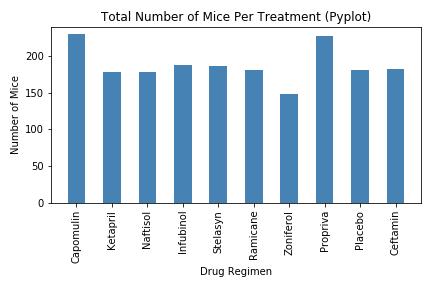 Total Number of Mice Per Treatment (Pyplot)
Number of Mice
200
150
100
50
0
Capomulin
Ketapril
Naftisol
Infubinol
Stelasyn
Ramicane
Zoniferol
Propriva
Placebo
Ceftamin
Drug Regimen